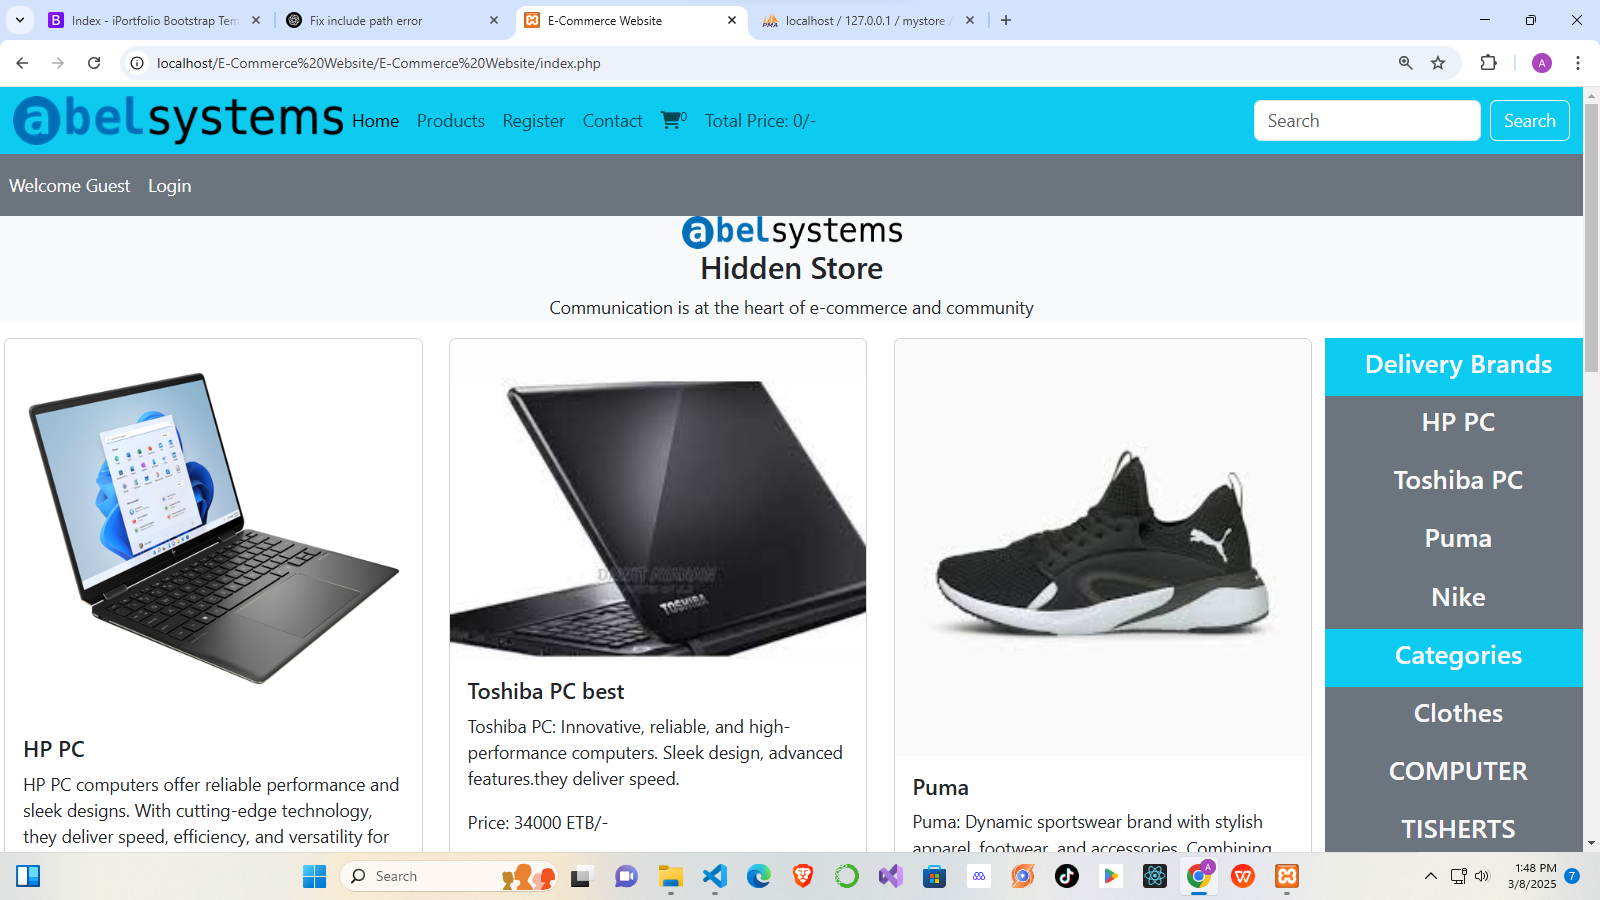 Index - iPortfolio Bootstrap Tem
Fix include path error
E-Commerce Website
localhost / 127.0.0.1 / mystore /
localhost/E-Commerce%20Website/E-Commerce%20Website/index.php
A
abelsystems
Home
Products
Register
Contact
0
Total Price: 0/-
Search
Search
Welcome Guest
Login
abelsystems
Hidden Store
Communication is at the heart of e-commerce and community
TOSHIBA
HP PC
HP PC computers offer reliable performance and
sleek designs. With cutting-edge technology,
they deliver speed, efficiency, and versatility for
Toshiba PC best
Toshiba PC: Innovative, reliable, and high-
performance computers. Sleek design, advanced
features.they deliver speed.
Price: 34000 ETB/-
Puma
Puma: Dynamic sportswear brand with stylish
apparel, footwear, and accessories. Combining
Delivery Brands
HP PC
Toshiba PC
Puma
Nike
Categories
Clothes
COMPUTER
TISHERTS
Search
A
1:48 PM
3/8/2025
7